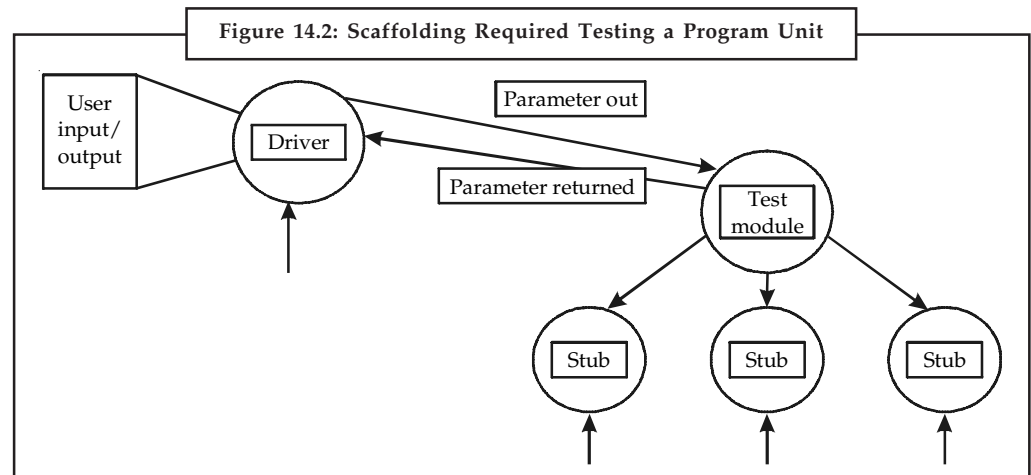 Figure 14.2: Scaffolding Required Testing a Program Unit
User
input/
output
Driver
Parameter out
Parameter returned
Test
module
Stub
Stub
Stub